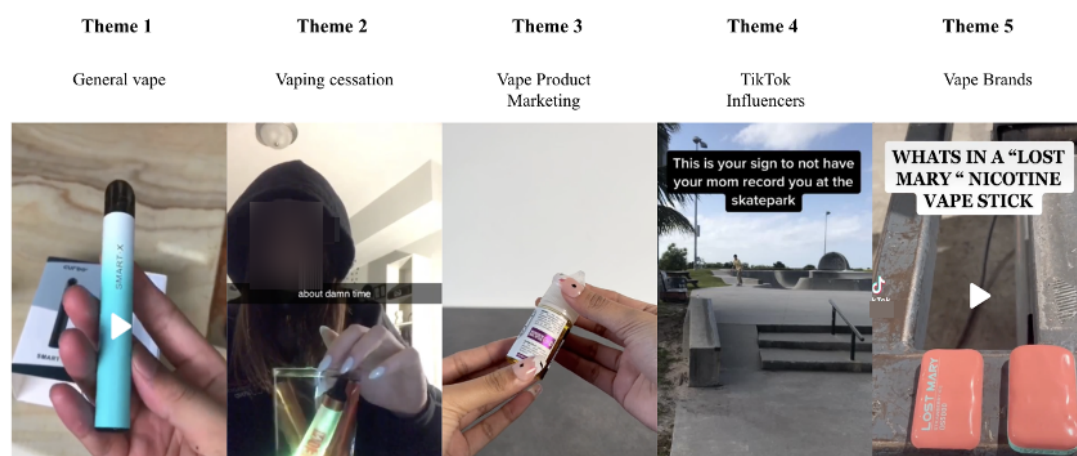 Theme 1
Theme 2
Theme 3
Theme 4
Theme 5
General vape
Vaping cessation
Vape Product
Marketing
TikTok
Influencers
Vape Brands
SMART X
SMART
about damn time
This is your sign to not have
your mom record you at the
skatepark
WHATS IN A “LOST
MARY “ NICOTINE
VAPE STICK
LOST MARY